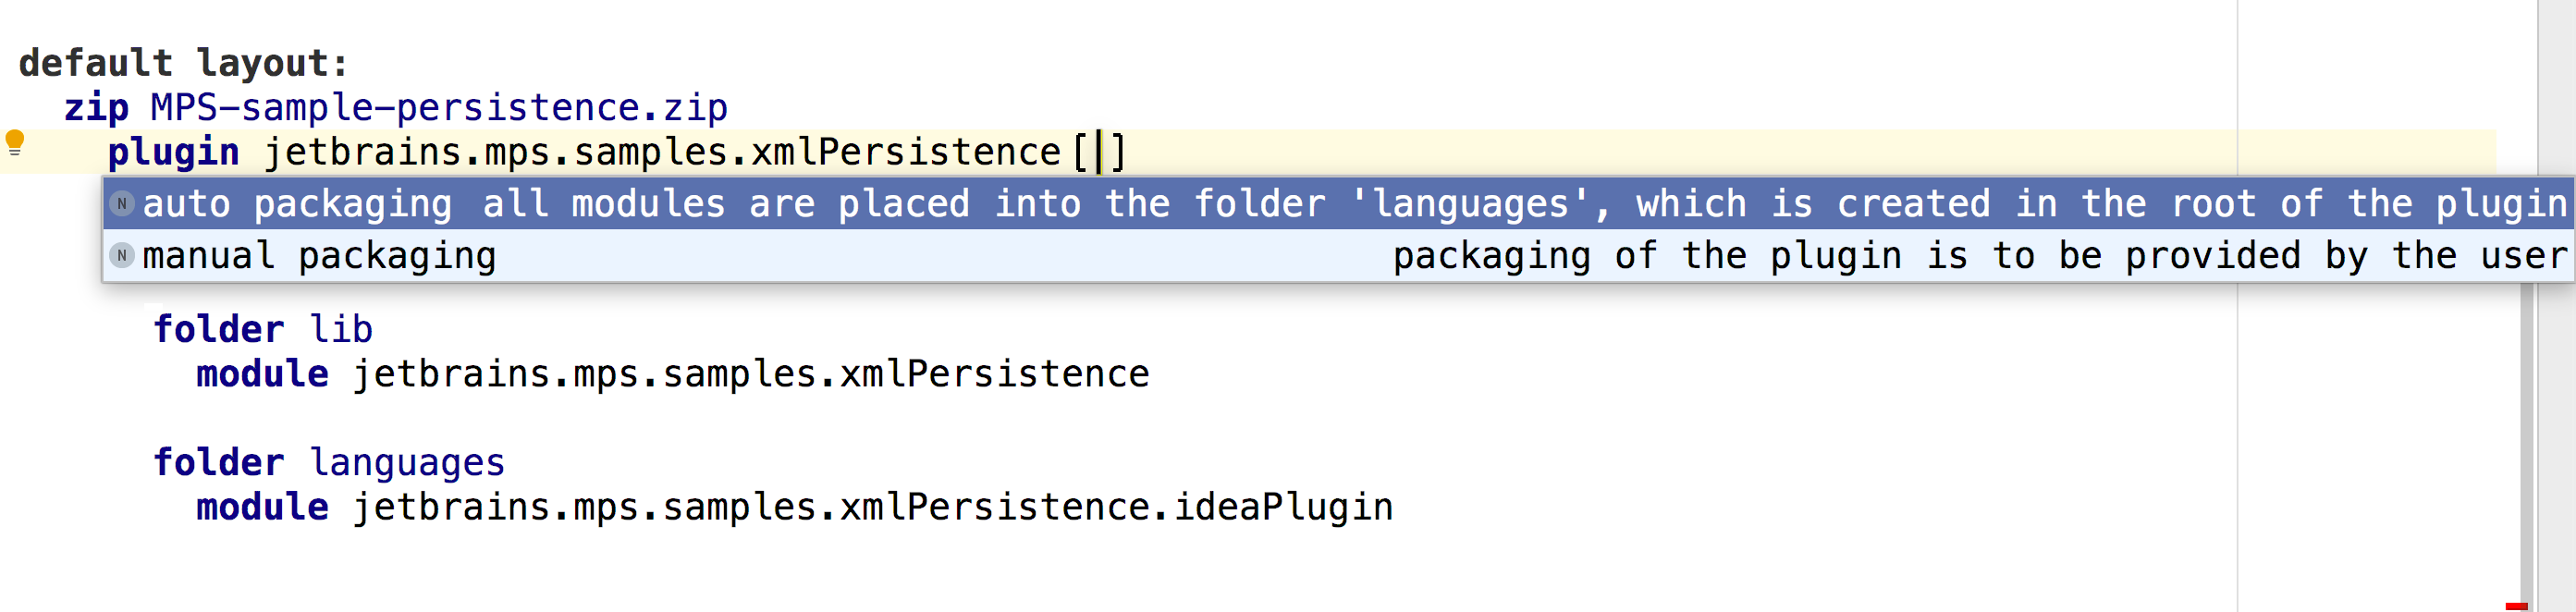 default layout:
zip MPS-sample-persistence.zip
plugin jetbrains.mps.samples.xmlPersistence[]
N auto packaging all modules are placed into the folder 'languages', which is created in the root of the plugin
N manual packaging packaging of the plugin is to be provided by the user
folder lib
module jetbrains.mps.samples.xmlPersistence
folder languages
module jetbrains.mps.samples.xmlPersistence.ideaPlugin